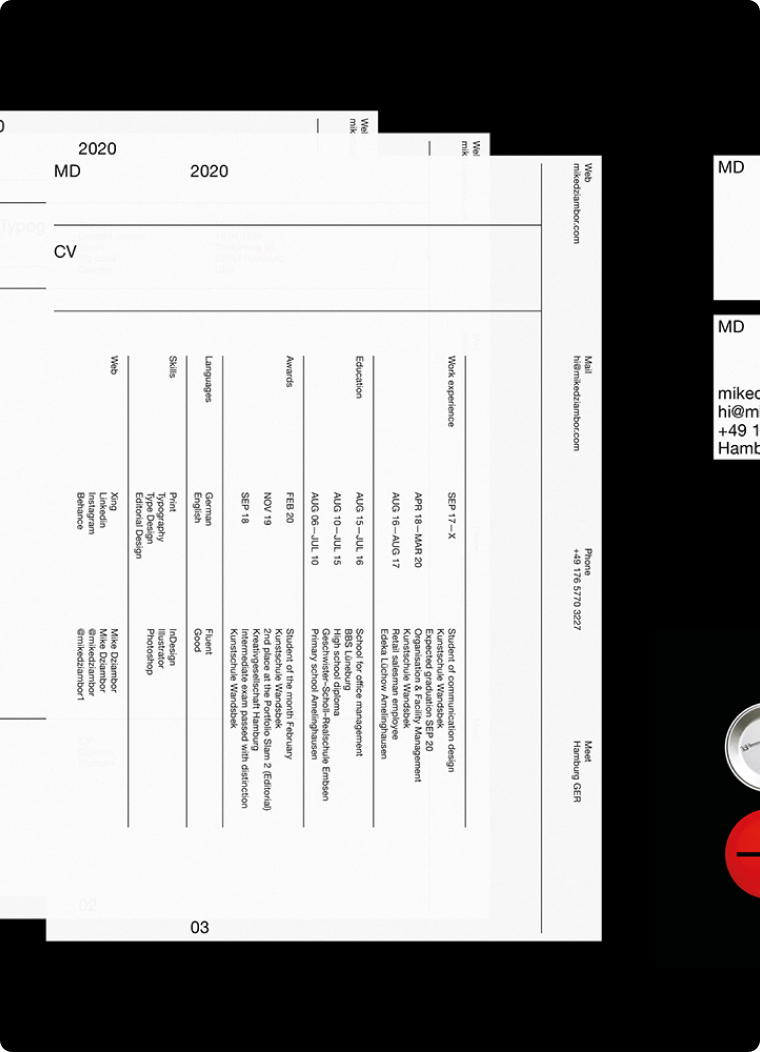 2020
MD 2020
CV
Web
mikedziambor.com
Mail
hi@mikedziambor.com
Phone
+49 176 5770 3227
Meet
Hamburg GER
Work experience
SEP 17—X
Student of communication design
Kunstschule Wandsbek
Expected graduation SEP 20
APR 18—MAR 20
Organisation & Facility Management
Kunstschule Wandsbek
AUG 16—AUG 17
Retail salesman employee
Edeka Lüchow Amelinghausen
Education
AUG 15—JUL 16
School for office management
BBS Lüneburg
AUG 10—JUL 15
High school diploma
Geschwister-Scholl-Realschule Embsen
AUG 06—JUL 10
Primary school Amelinghausen
Awards
FEB 20
Student of the month February
Kunstschule Wandsbek
NOV 19
2nd place at the Portfolio Slam 2 (Editorial)
Kreativgesellschaft Hamburg
SEP 18
Intermediate exam passed with distinction
Kunstschule Wandsbek
Languages
German Fluent
English Good
Skills
Print InDesign
Typography Illustrator
Type Design Photoshop
Editorial Design
Web
Xing Mike Dziambor
Linkedin Mike Dziambor
Instagram @mikedziambor
Behance @mikedziambor1
02
03
MD
MD
miked
hi@mi
+49 1
Hamb